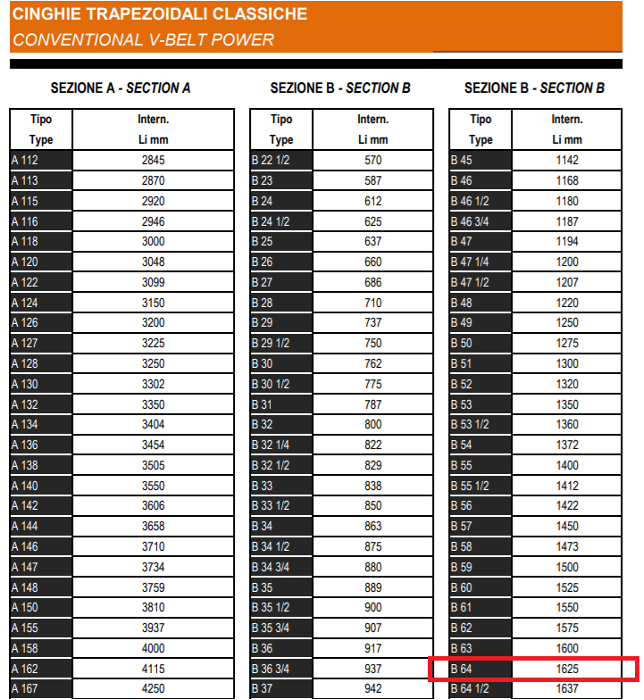 CINGHIE TRAPEZOIDALI CLASSICHE
CONVENTIONAL V-BELT POWER
SEZIONE A - SECTION A SEZIONE B - SECTION B SEZIONE B - SECTION B
Tipo Intern. Tipo Intern. Tipo Intern.
Type Li mm Type Li mm Type Li mm
A 112 2845 B 22 1/2 570 B 45 1142
A 113 2870 B 23 587 B 46 1168
A 115 2920 B 24 612 B 46 1/2 1180
A 116 2946 B 24 1/2 625 B 46 3/4 1187
A 118 3000 B 25 637 B 47 1194
A 120 3048 B 26 660 B 47 1/4 1200
A 122 3099 B 27 686 B 47 1/2 1207
A 124 3150 B 28 710 B 48 1220
A 126 3200 B 29 737 B 49 1250
A 127 3225 B 29 1/2 750 B 50 1275
A 128 3250 B 30 762 B 51 1300
A 130 3302 B 30 1/2 775 B 52 1320
A 132 3350 B 31 787 B 53 1350
A 134 3404 B 32 800 B 53 1/2 1360
A 136 3454 B 32 1/4 822 B 54 1372
A 138 3505 B 32 1/2 829 B 55 1400
A 140 3550 B 33 838 B 55 1/2 1412
A 142 3606 B 33 1/2 850 B 56 1422
A 144 3658 B 34 863 B 57 1450
A 146 3710 B 34 1/2 875 B 58 1473
A 147 3734 B 34 3/4 880 B 59 1500
A 148 3759 B 35 889 B 60 1525
A 150 3810 B 35 1/2 900 B 61 1550
A 155 3937 B 35 3/4 907 B 62 1575
A 158 4000 B 36 917 B 63 1600
A 162 4115 B 36 3/4 937 B 64 1625
A 167 4250 B 37 942 B 64 1/2 1637